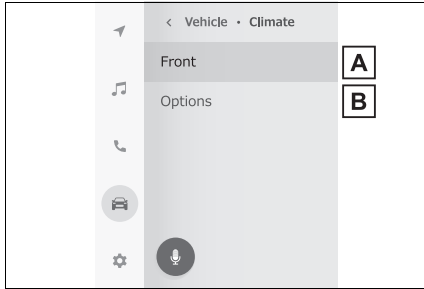 < Vehicle • Climate
Front
A
Options
B